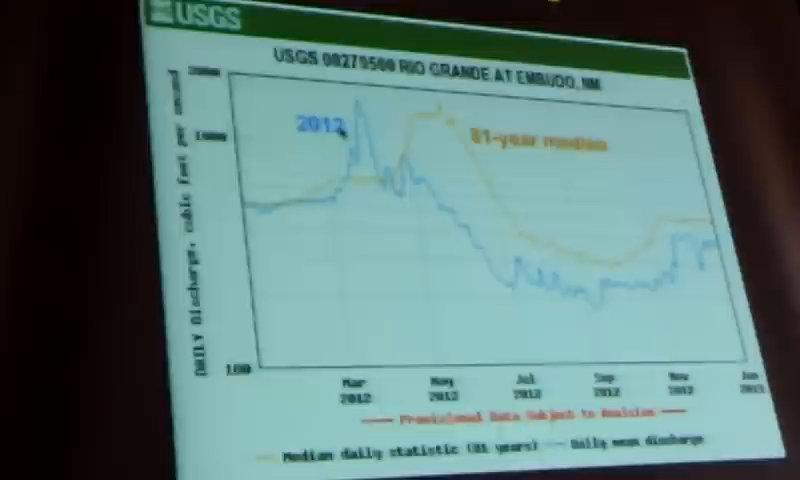 USGS
USGS 08279500 RIO GRANDE AT EMBUDO, NM
2000
1000
100
DAILY Discharge, cubic feet per second
2012
81-year median
Mar May Jul Sep Nov Jan
2012 2012 2012 2012 2012 2013
Provisional Data Subject to Revision
Median daily statistic (81 years) Daily mean discharge